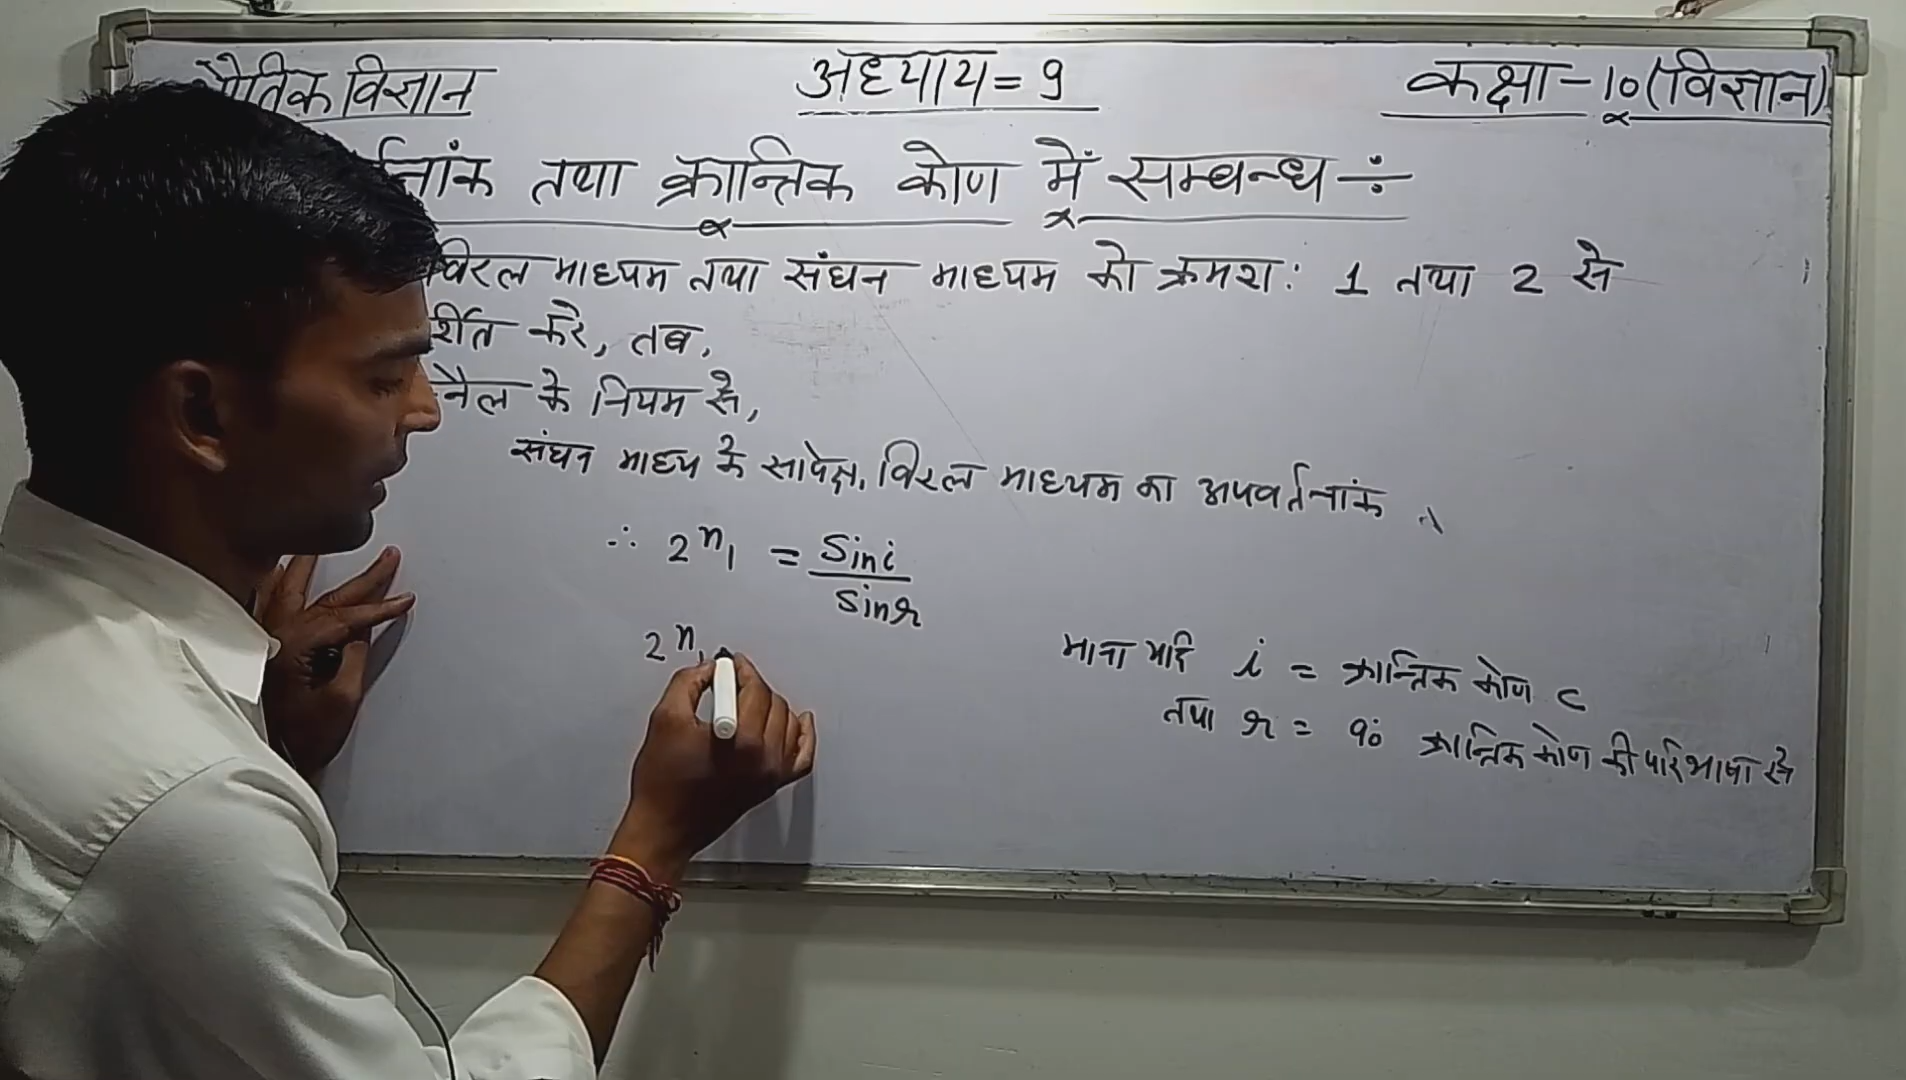 भौतिक विज्ञान
अध्याय = 9
कक्षा - 10 (विज्ञान)
तथा क्रान्तिक कोण में सम्बन्ध ÷
विरल माध्यम तथा संघन माध्यम को क्रमश: 1 तथा 2 से
करे, तब,
के नियम से,
संघन माध्य के सापेक्ष, विरल माध्यम का अपवर्तनांक
∴ 2ⁿ1 = Sin i / Sin r
2ⁿ1
माना यदि i = क्रान्तिक कोण c
तथा r = 90 क्रान्तिक कोण की परिभाषा से